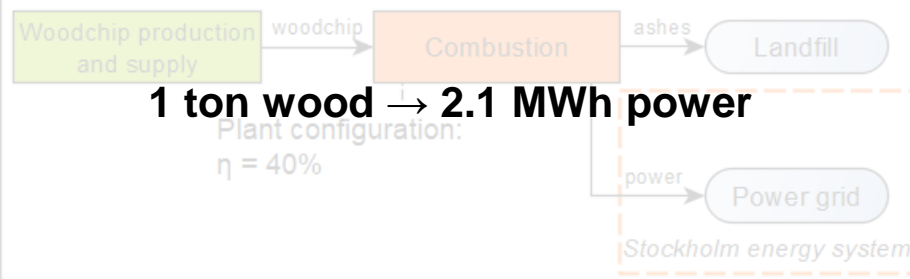 Woodchip production
and supply
woodchip
Combustion
ashes
Landfill
1 ton wood → 2.1 MWh power
Plant configuration:
η = 40%
power
Power grid
Stockholm energy system